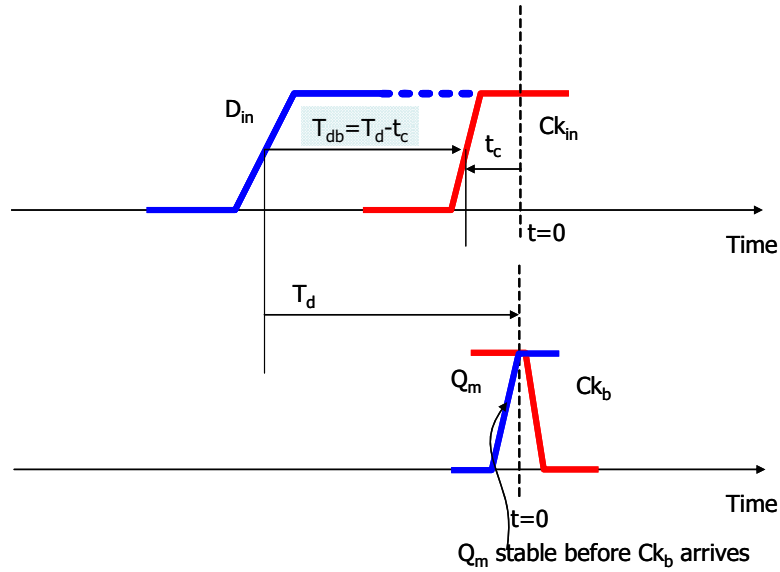 D_in
T_db=T_d-t_c
Ck_in
t_c
t=0
Time
T_d
Q_m
Ck_b
Time
t=0
Q_m stable before Ck_b arrives